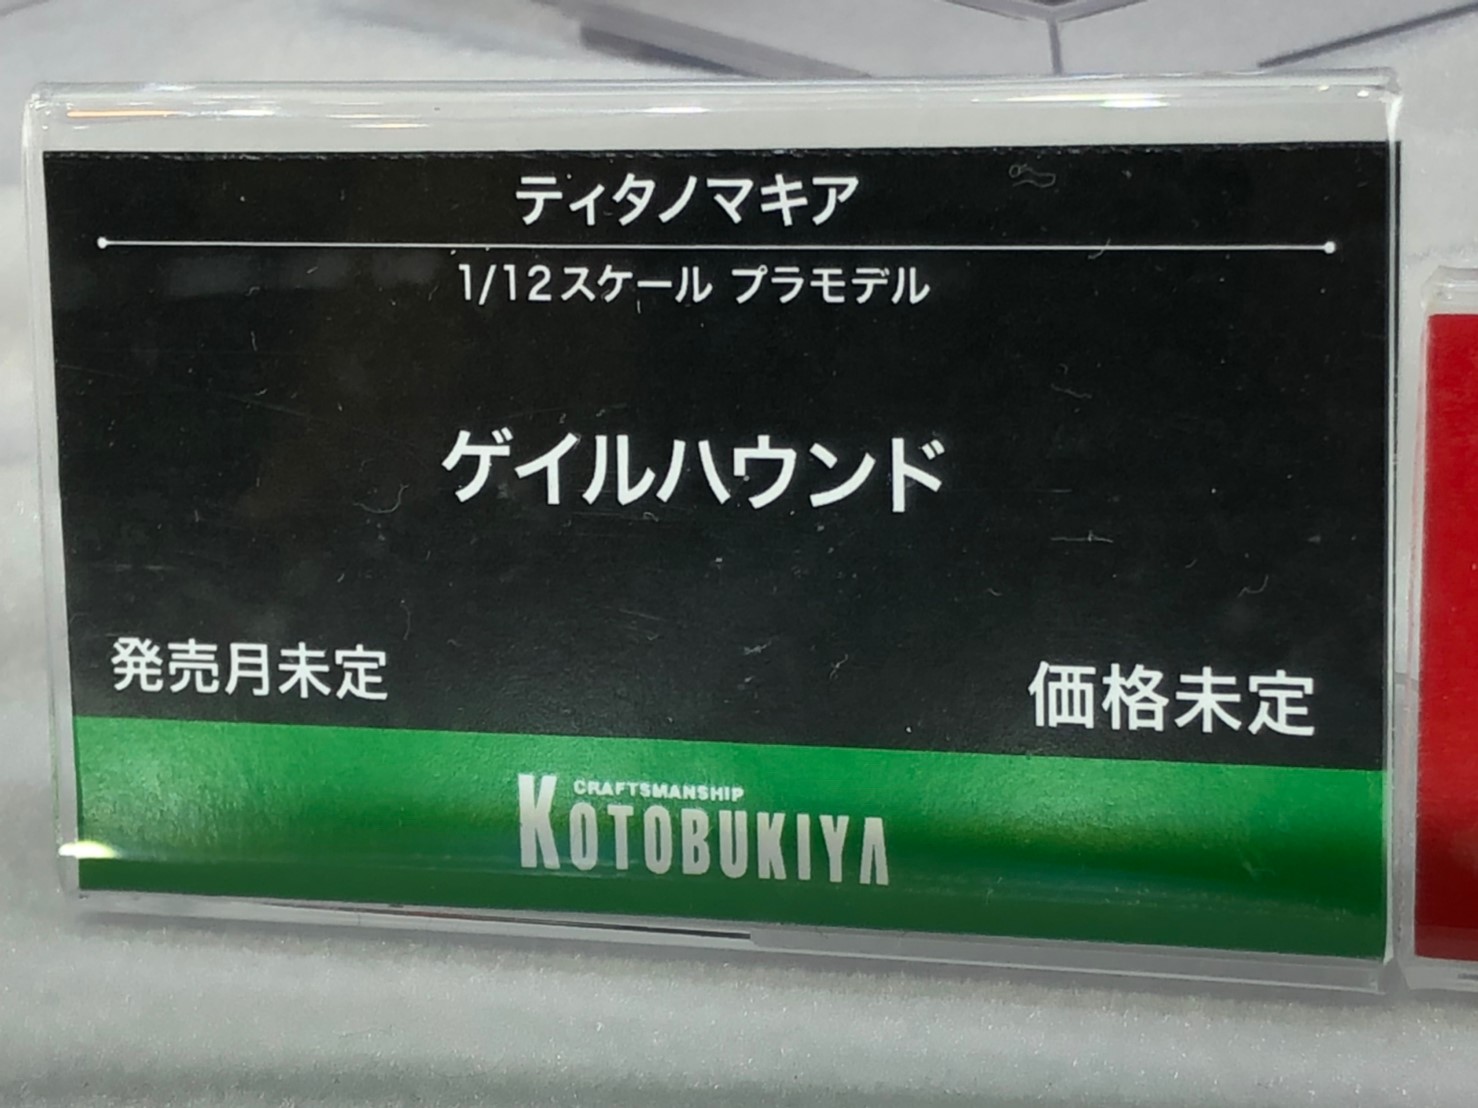 ティタノマキア
1/12スケール プラモデル
ゲイルハウンド
発売月未定
価格未定
CRAFTSMANSHIP
KOTOBUKIYA